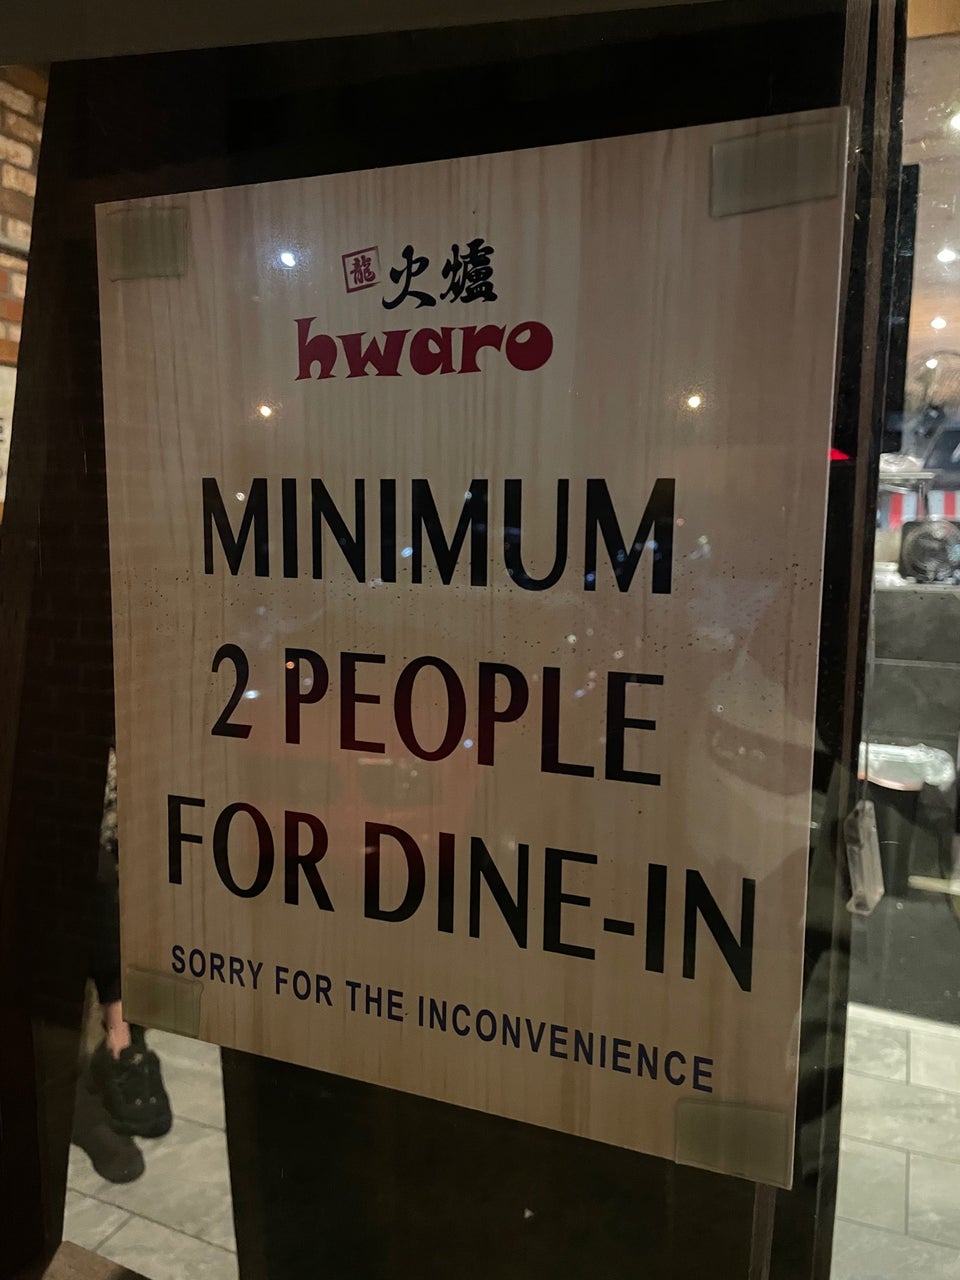 龍 火爐
hwaro
MINIMUM
2 PEOPLE
FOR DINE-IN
SORRY FOR THE INCONVENIENCE